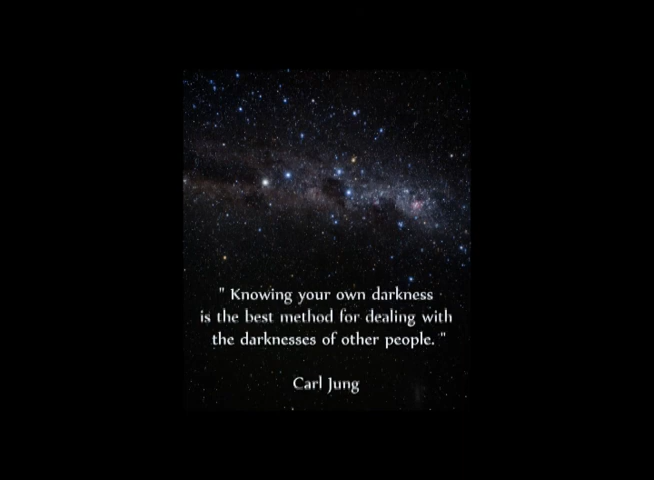 " Knowing your own darkness
is the best method for dealing with
the darknesses of other people. "
Carl Jung